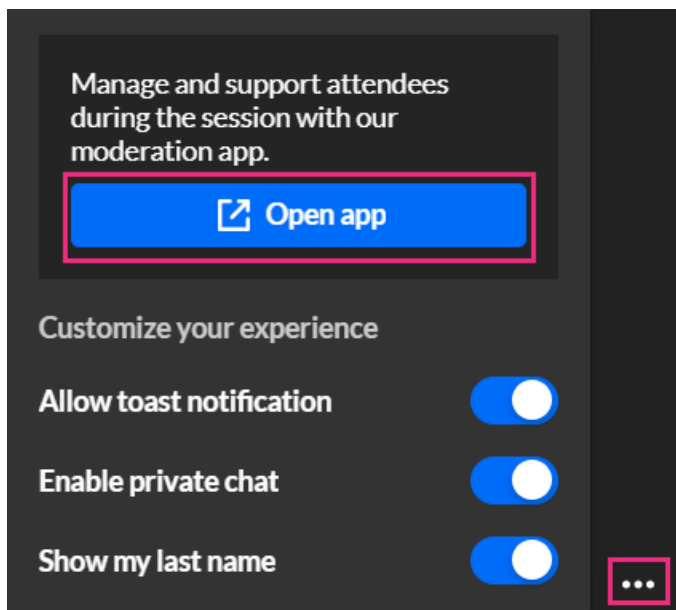 Manage and support attendees
during the session with our
moderation app.
Open app
Customize your experience
Allow toast notification
Enable private chat
Show my last name